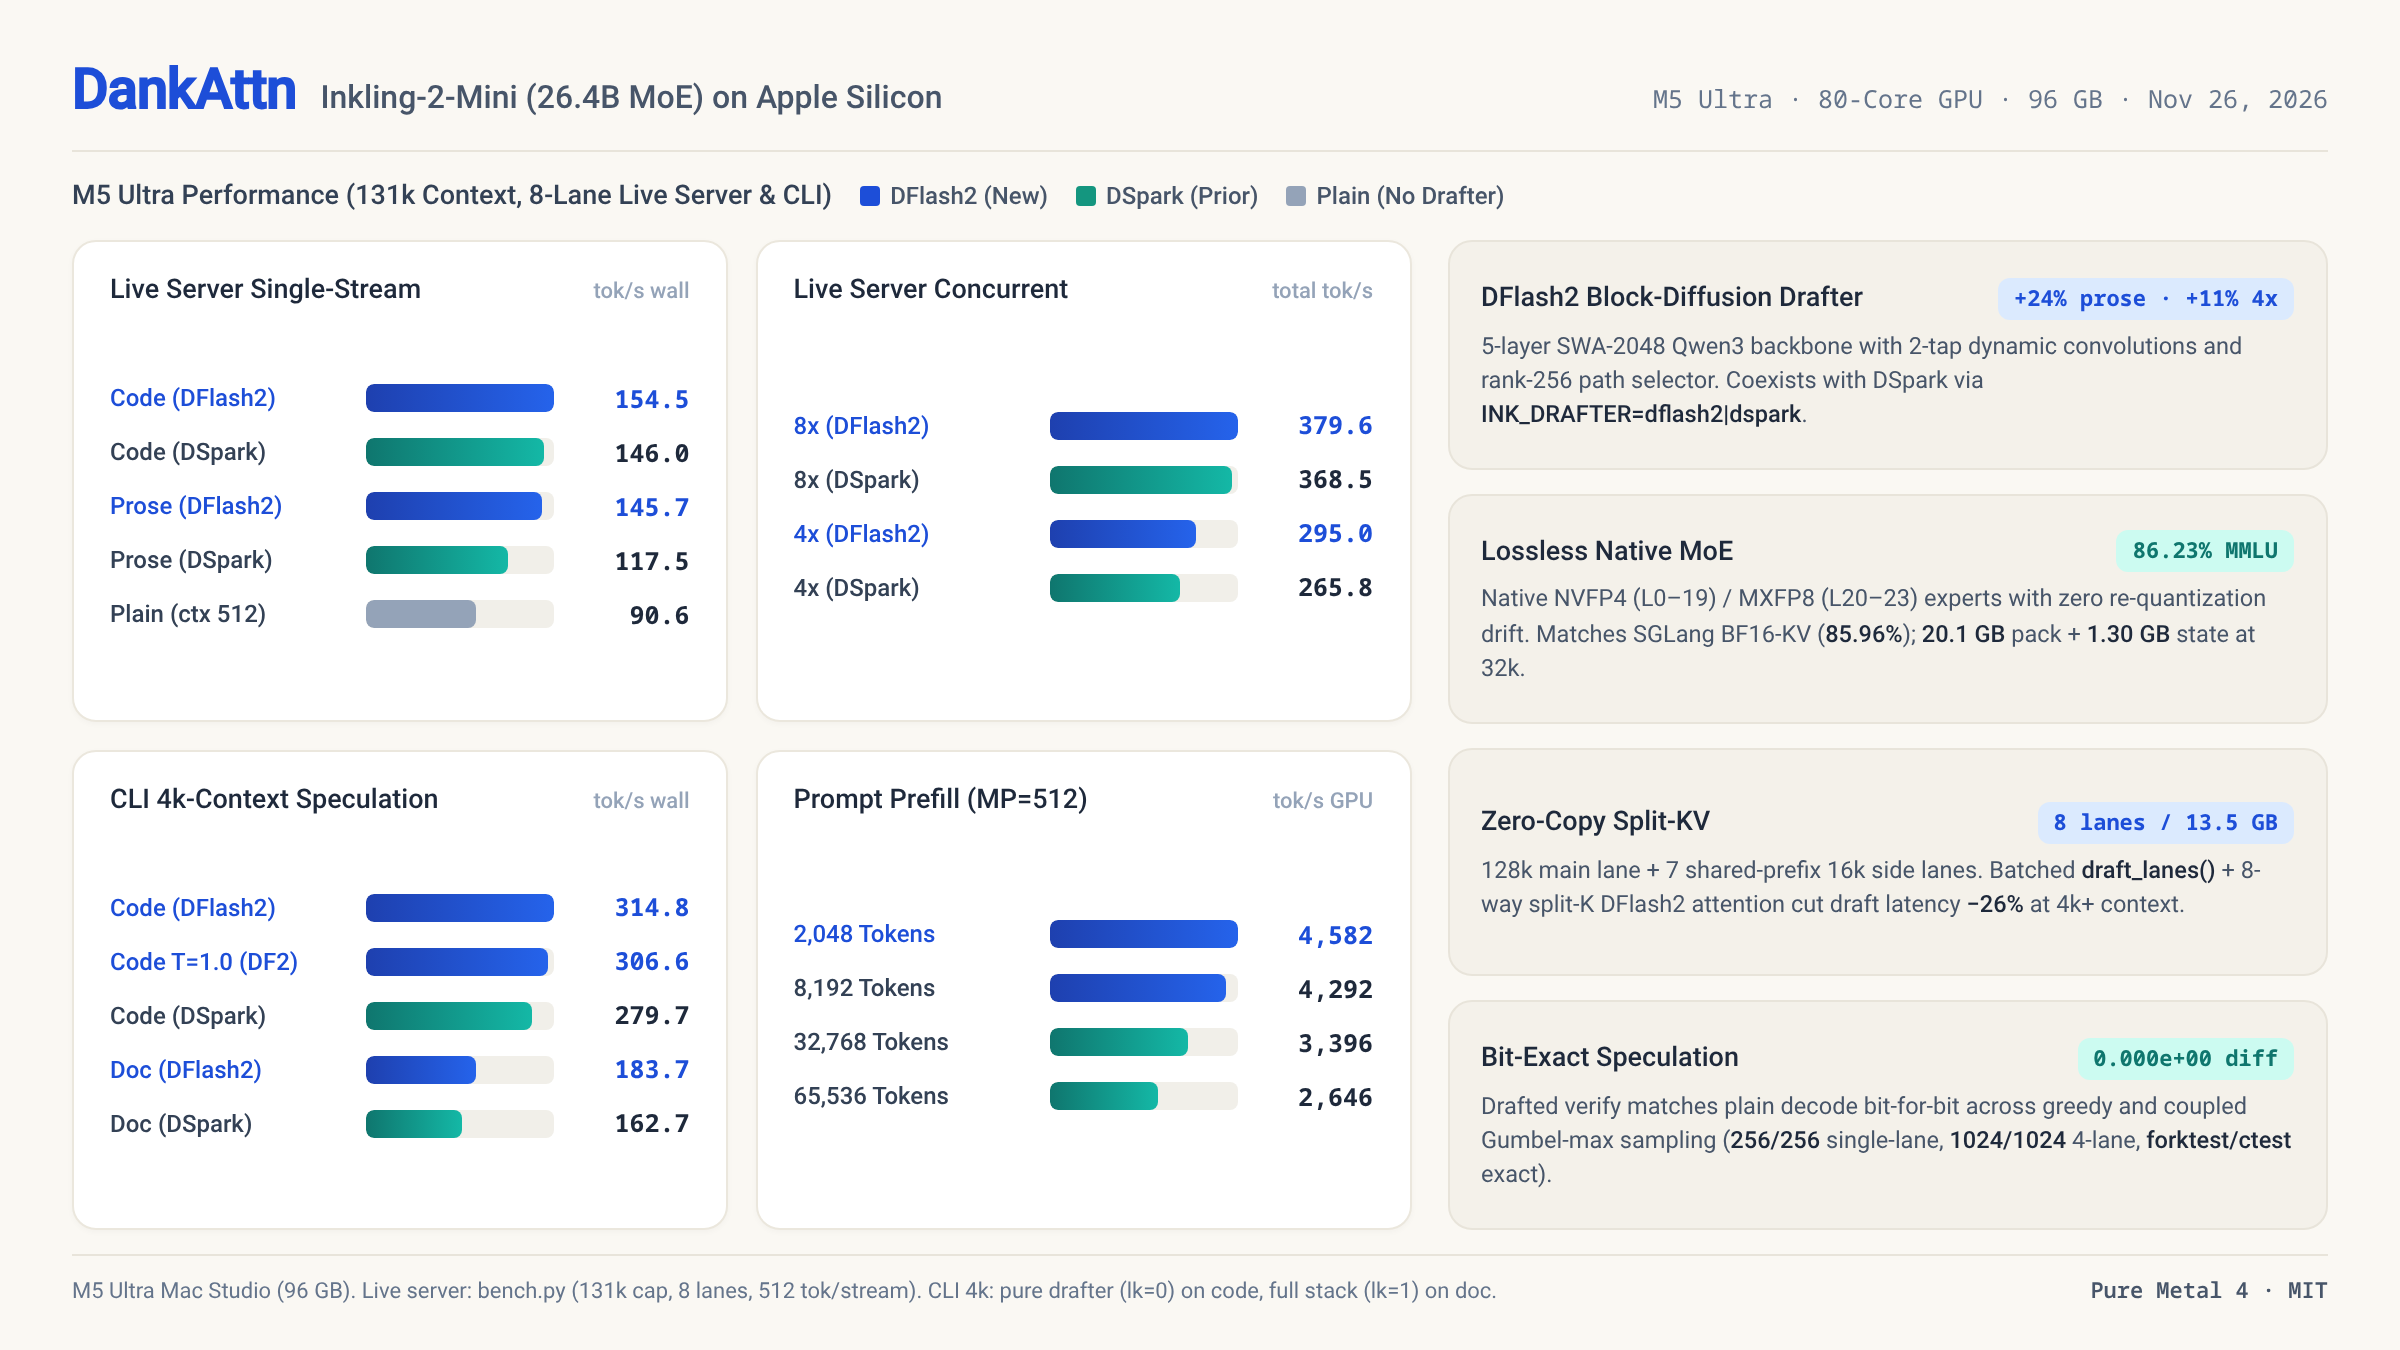 DankAttn Inkling-2-Mini (26.4B MoE) on Apple Silicon
M5 Ultra · 80-Core GPU · 96 GB · Nov 26, 2026
M5 Ultra Performance (131k Context, 8-Lane Live Server & CLI)
DFlash2 (New)
DSpark (Prior)
Plain (No Drafter)
Live Server Single-Stream tok/s wall
Code (DFlash2) 154.5
Code (DSpark) 146.0
Prose (DFlash2) 145.7
Prose (DSpark) 117.5
Plain (ctx 512) 90.6
Live Server Concurrent total tok/s
8x (DFlash2) 379.6
8x (DSpark) 368.5
4x (DFlash2) 295.0
4x (DSpark) 265.8
CLI 4k-Context Speculation tok/s wall
Code (DFlash2) 314.8
Code T=1.0 (DF2) 306.6
Code (DSpark) 279.7
Doc (DFlash2) 183.7
Doc (DSpark) 162.7
Prompt Prefill (MP=512) tok/s GPU
2,048 Tokens 4,582
8,192 Tokens 4,292
32,768 Tokens 3,396
65,536 Tokens 2,646
DFlash2 Block-Diffusion Drafter +24% prose · +11% 4x
5-layer SWA-2048 Qwen3 backbone with 2-tap dynamic convolutions and
rank-256 path selector. Coexists with DSpark via
INK_DRAFTER=dflash2|dspark.
Lossless Native MoE 86.23% MMLU
Native NVFP4 (L0–19) / MXFP8 (L20–23) experts with zero re-quantization
drift. Matches SGLang BF16-KV (85.96%); 20.1 GB pack + 1.30 GB state at
32k.
Zero-Copy Split-KV 8 lanes / 13.5 GB
128k main lane + 7 shared-prefix 16k side lanes. Batched draft_lanes() + 8-
way split-K DFlash2 attention cut draft latency −26% at 4k+ context.
Bit-Exact Speculation 0.000e+00 diff
Drafted verify matches plain decode bit-for-bit across greedy and coupled
Gumbel-max sampling (256/256 single-lane, 1024/1024 4-lane, forktest/ctest
exact).
M5 Ultra Mac Studio (96 GB). Live server: bench.py (131k cap, 8 lanes, 512 tok/stream). CLI 4k: pure drafter (lk=0) on code, full stack (lk=1) on doc.
Pure Metal 4 · MIT